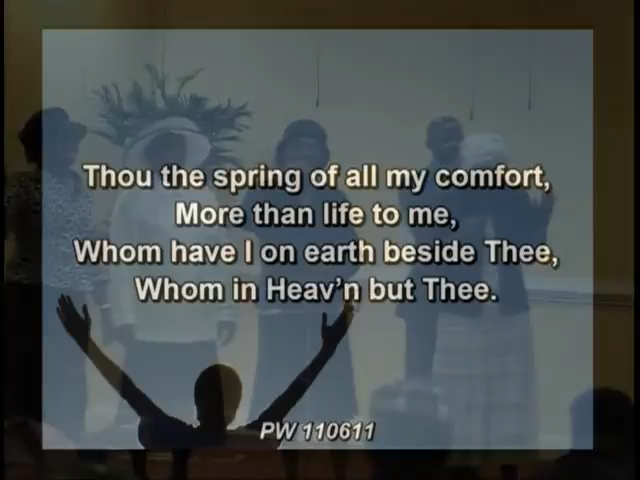 Thou the spring of all my comfort,
More than life to me,
Whom have I on earth beside Thee,
Whom in Heav'n but Thee.
PW 110611